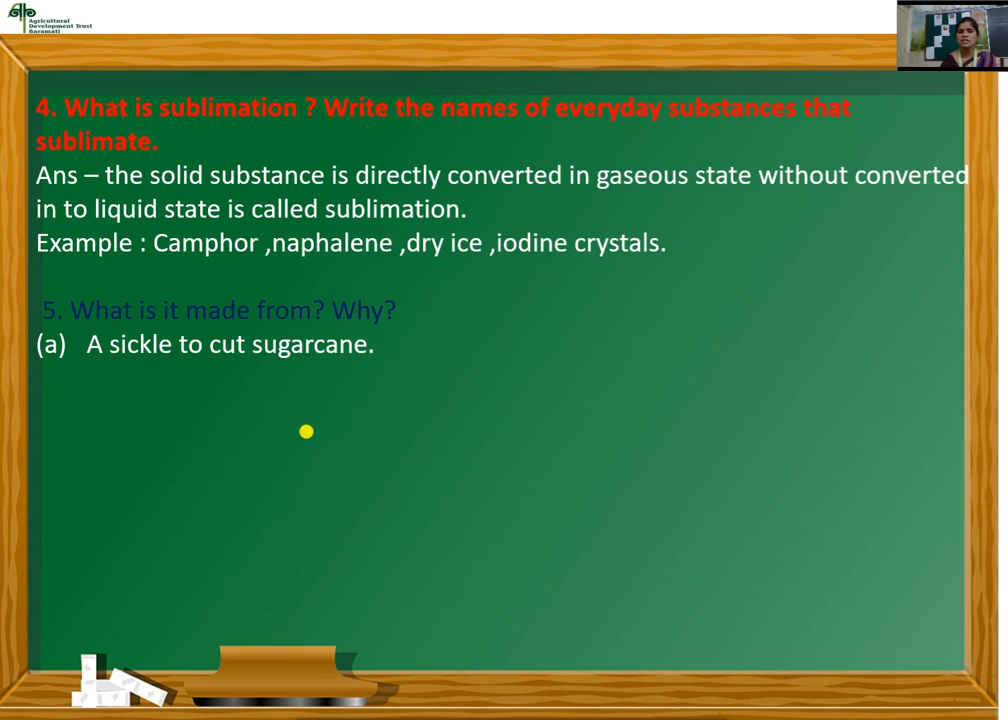 Agricultural
Development Trust
Baramati
4. What is sublimation ? Write the names of everyday substances that
sublimate.
Ans – the solid substance is directly converted in gaseous state without converted
in to liquid state is called sublimation.
Example : Camphor ,naphalene ,dry ice ,iodine crystals.
5. What is it made from? Why?
(a) A sickle to cut sugarcane.